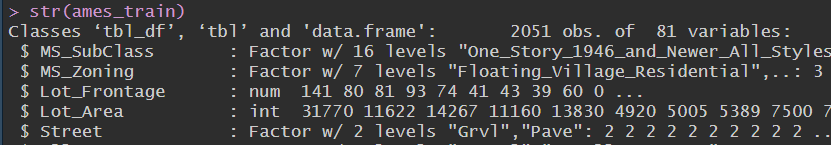 > str(ames_train)
Classes ‘tbl_df’, ‘tbl’ and 'data.frame':	2051 obs. of  81 variables:
 $ MS_SubClass       : Factor w/ 16 levels "One_Story_1946_and_Newer_All_Styles
 $ MS_Zoning         : Factor w/ 7 levels "Floating_Village_Residential",..: 3
 $ Lot_Frontage      : num  141 80 81 93 74 41 43 39 60 0 ...
 $ Lot_Area          : int  31770 11622 14267 11160 13830 4920 5005 5389 7500 7
 $ Street            : Factor w/ 2 levels "Grvl","Pave": 2 2 2 2 2 2 2 2 2 2 ..